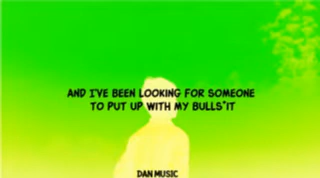 AND I'VE BEEN LOOKING FOR SOMEONE
TO PUT UP WITH MY BULLS*IT
DAN MUSIC